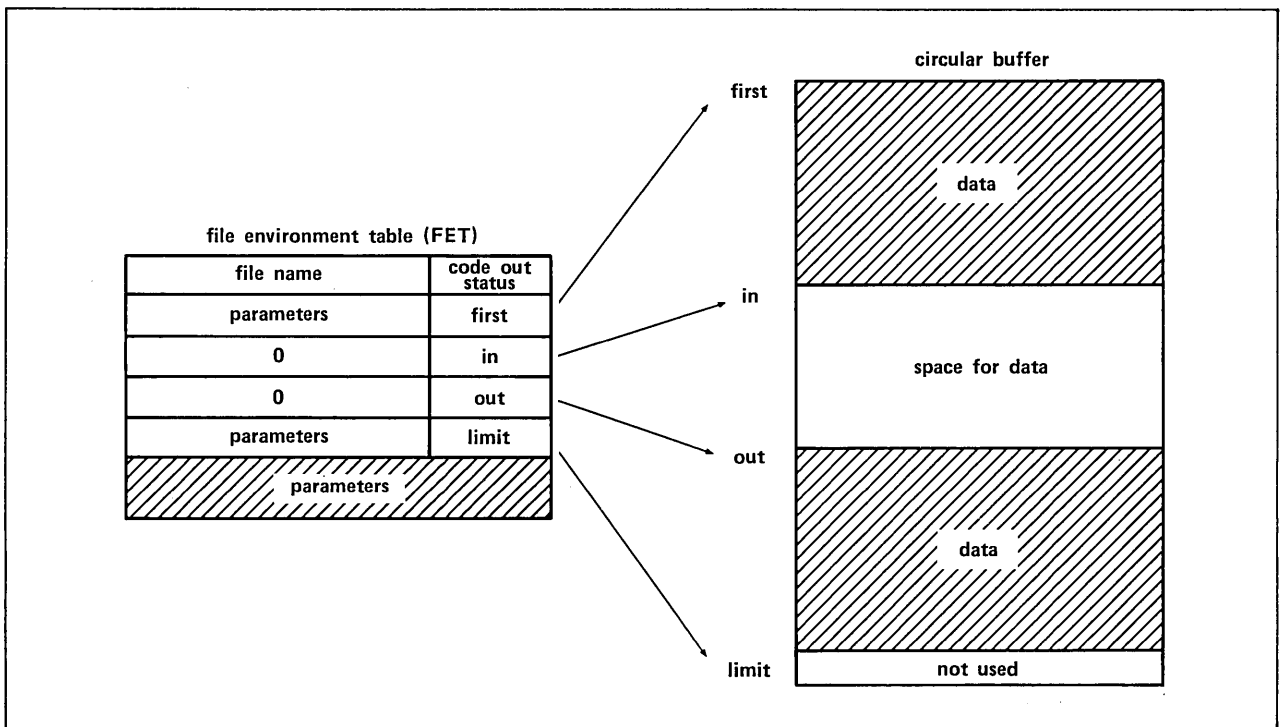 circular buffer
first
data
file environment table (FET)
file name
code out
status
parameters
first
in
0
in
space for data
0
out
parameters
limit
out
parameters
data
limit
not used